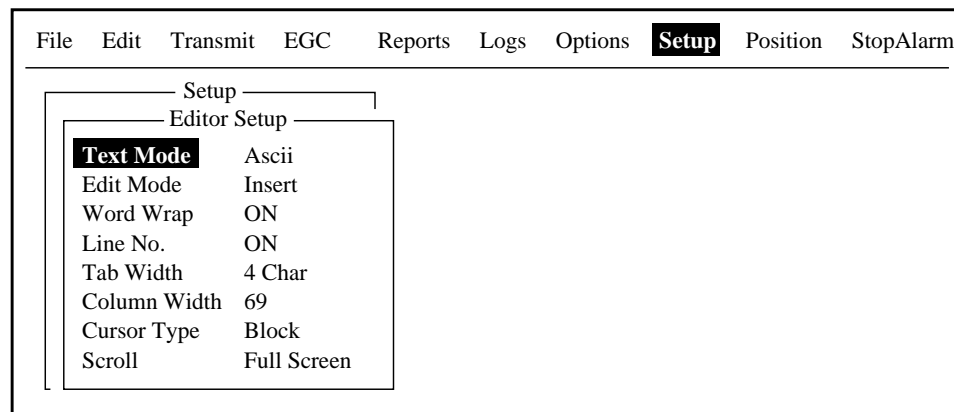 File Edit Transmit EGC Reports Logs Options Setup Position StopAlarm
Setup
Editor Setup
Text Mode Ascii
Edit Mode Insert
Word Wrap ON
Line No. ON
Tab Width 4 Char
Column Width 69
Cursor Type Block
Scroll Full Screen